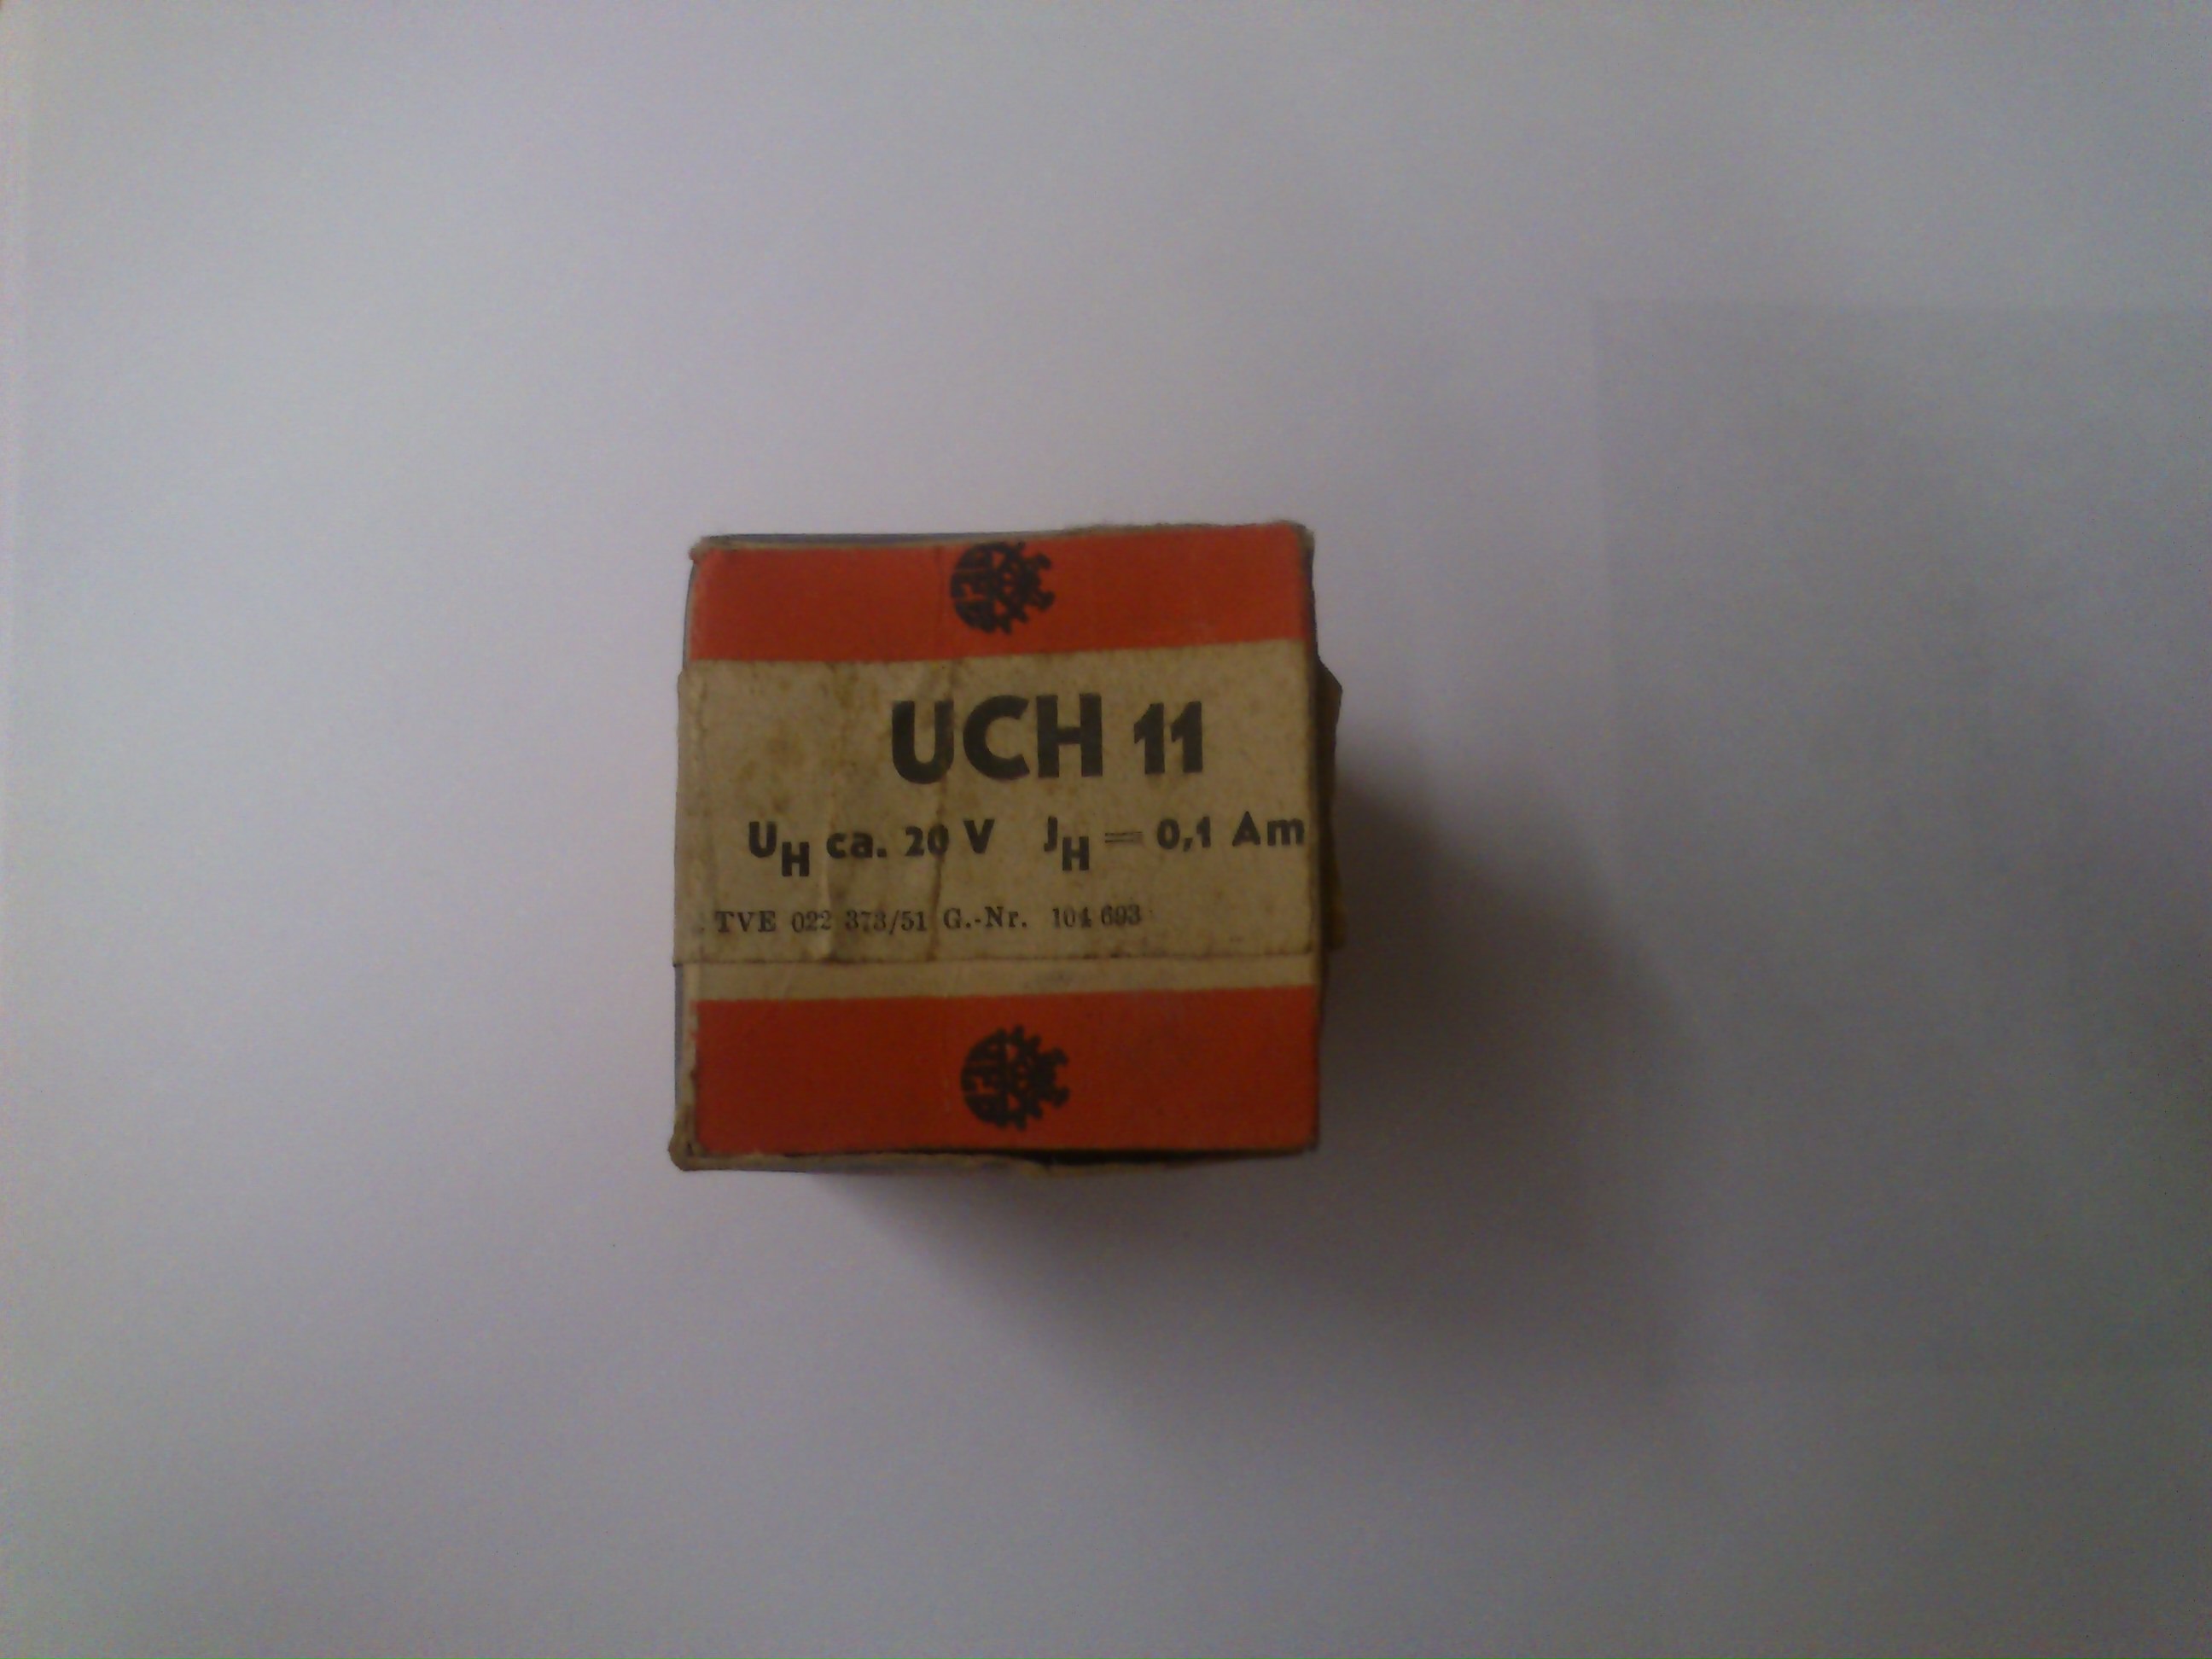 UCH 11
UH ca. 20 V JH = 0,1 Am
TVE 022 373/51 G.-Nr. 104 693